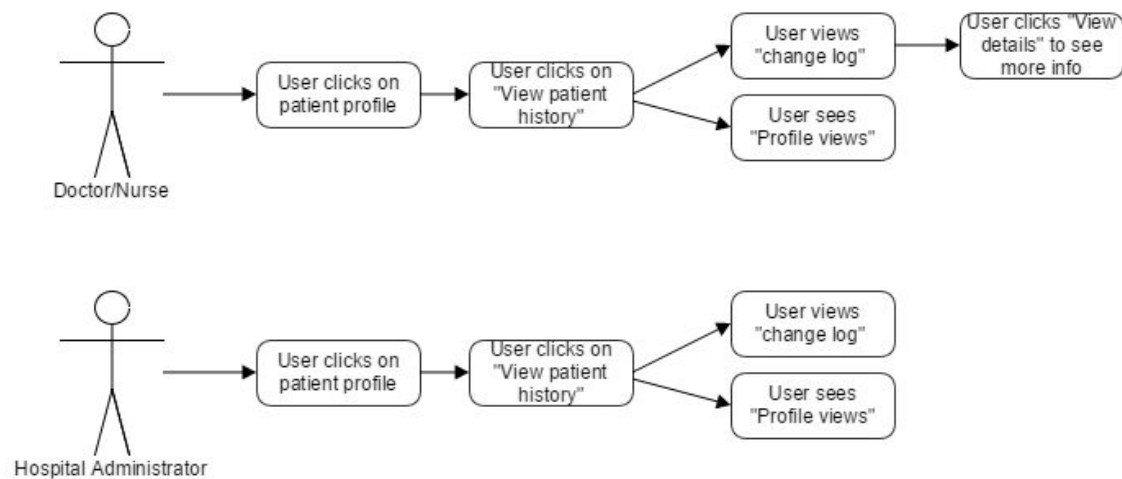 User clicks on
patient profile
User clicks on
"View patient
history"
User views
"change log"
User clicks "View
details" to see
more info
User sees
"Profile views"
Doctor/Nurse
User clicks on
patient profile
User clicks on
"View patient
history"
User views
"change log"
User sees
"Profile views"
Hospital Administrator